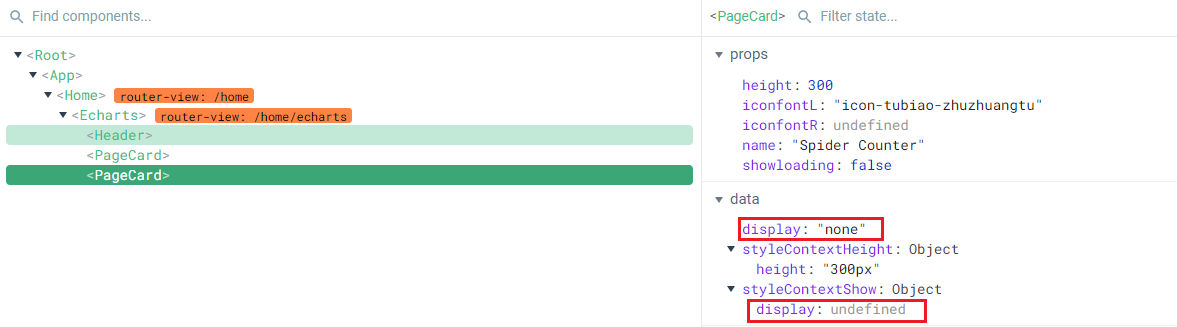 Find components...
<Root>
<App>
<Home> router-view: /home
<Echarts> router-view: /home/echarts
<Header>
<PageCard>
<PageCard>
<PageCard> Filter state...
props
height: 300
iconfontL: "icon-tubiao-zhuzhuangtu"
iconfontR: undefined
name: "Spider Counter"
showloading: false
data
display: "none"
styleContextHeight: Object
height: "300px"
styleContextShow: Object
display: undefined